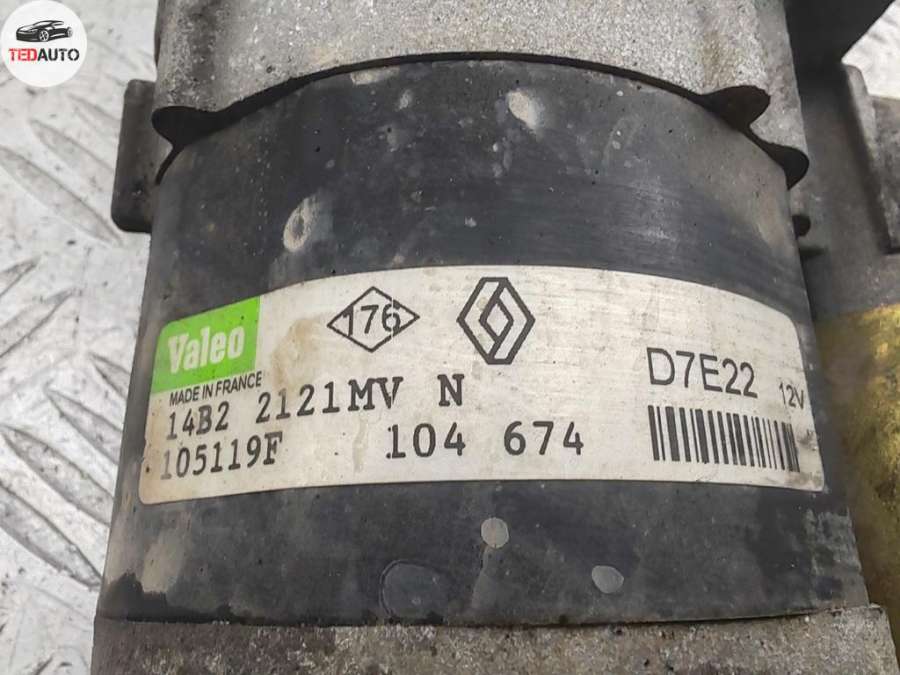 TEDAUTO
Valeo
MADE IN FRANCE
176
D7E22 12V
14B2 2121MV N
105119F 104 674